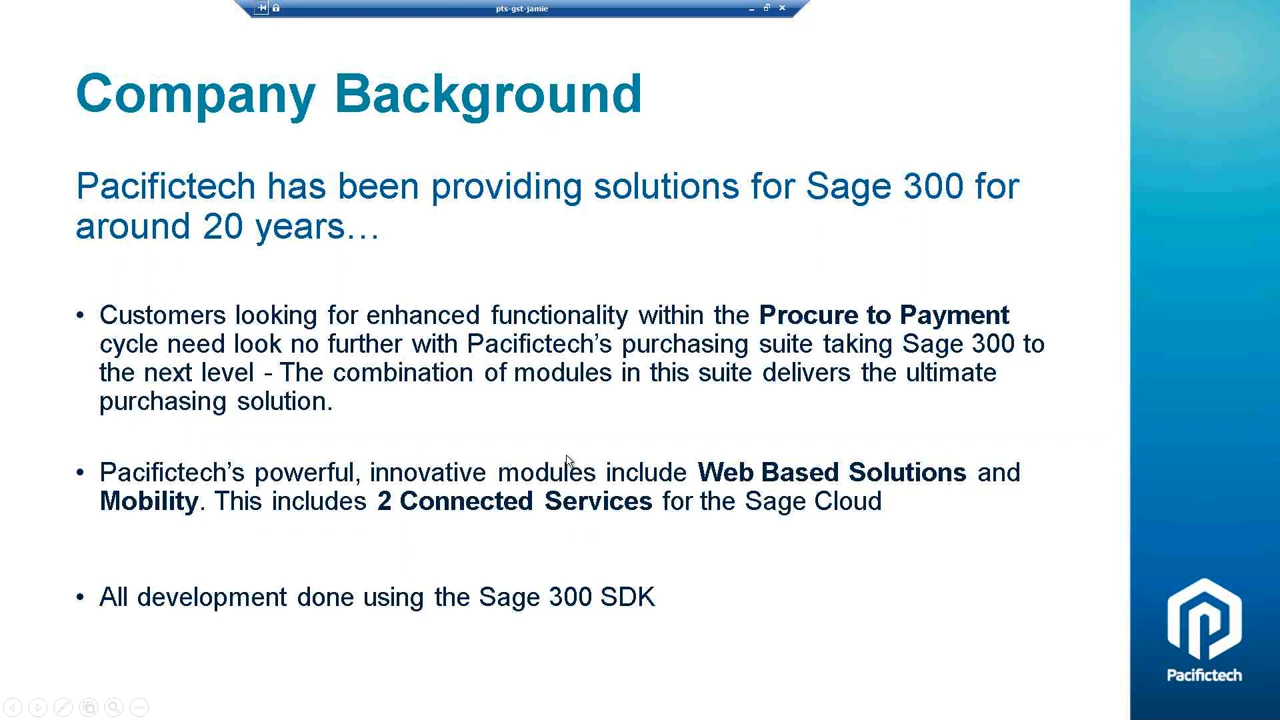 pts-gst-jamie
Company Background
Pacifictech has been providing solutions for Sage 300 for
around 20 years…
• Customers looking for enhanced functionality within the Procure to Payment
cycle need look no further with Pacifictech’s purchasing suite taking Sage 300 to
the next level - The combination of modules in this suite delivers the ultimate
purchasing solution.
• Pacifictech’s powerful, innovative modules include Web Based Solutions and
Mobility. This includes 2 Connected Services for the Sage Cloud
• All development done using the Sage 300 SDK
Pacifictech